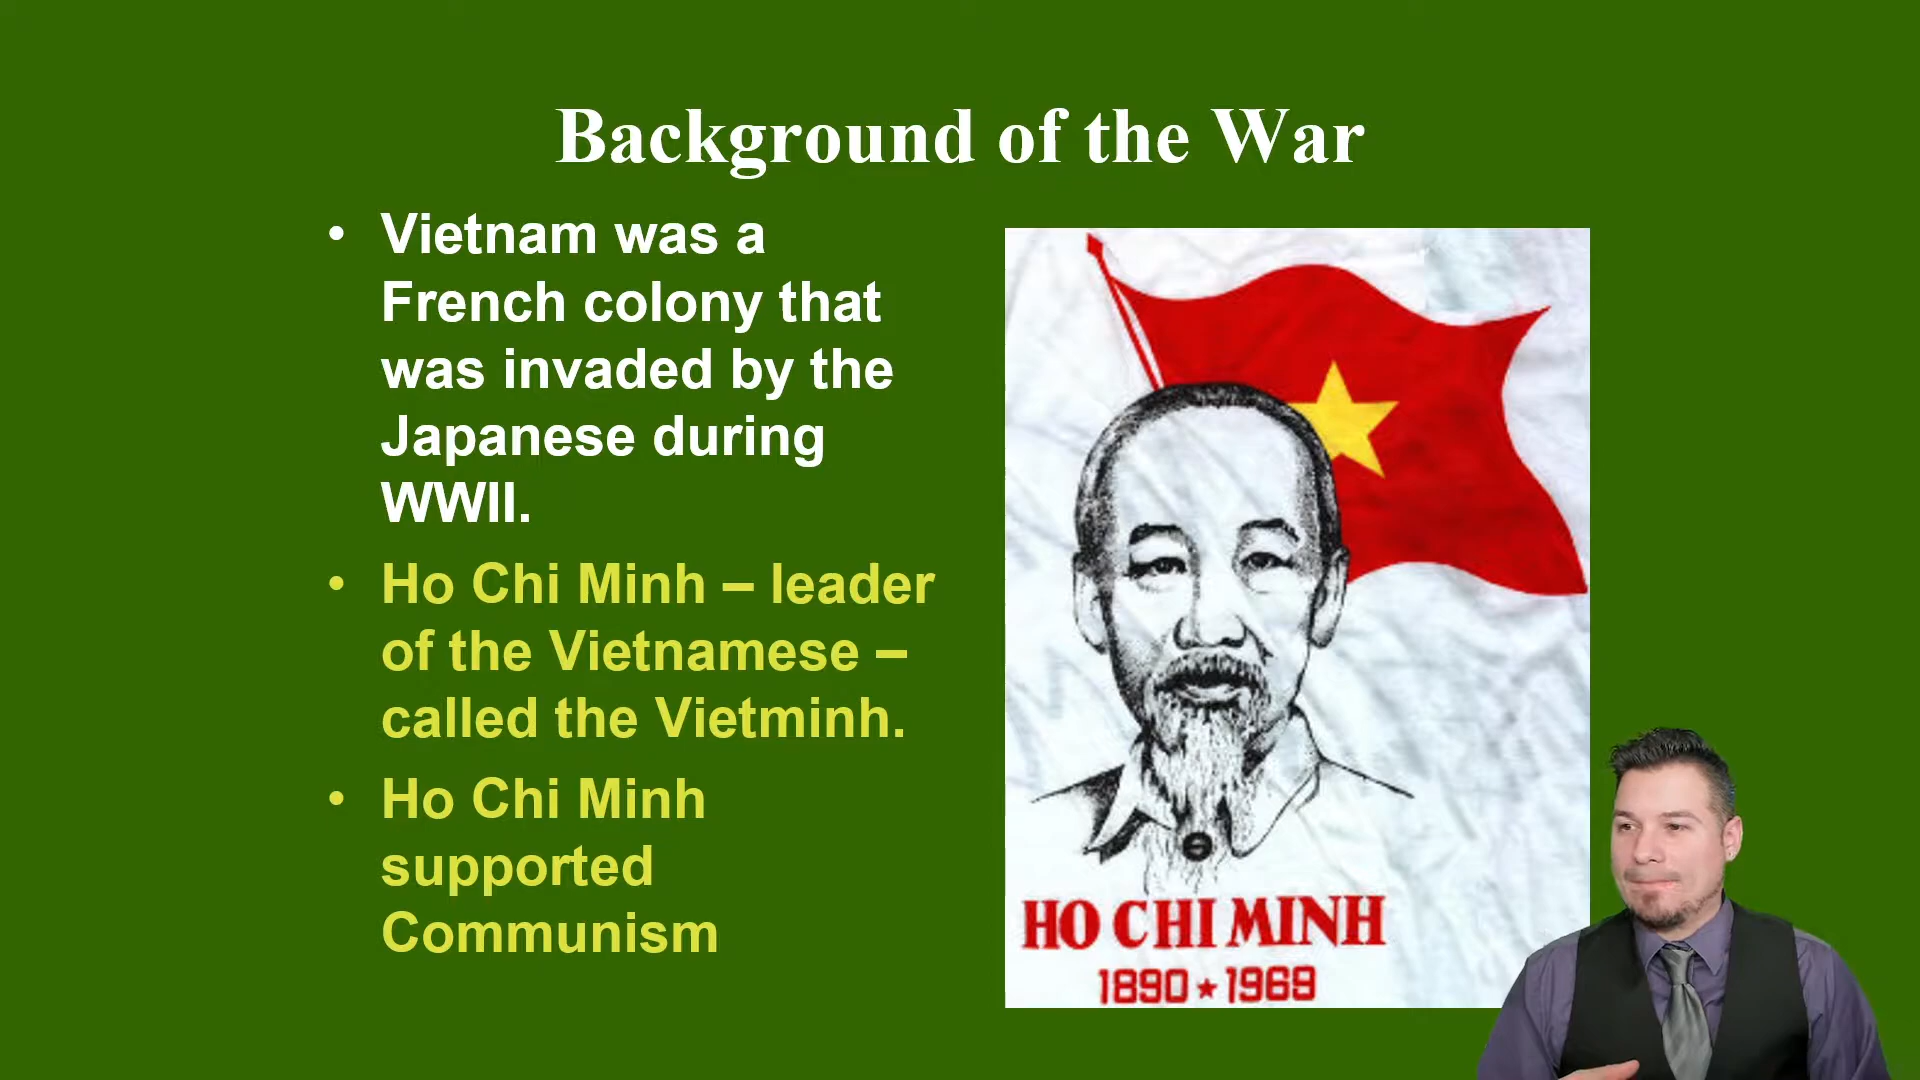 Background of the War
• Vietnam was a
French colony that
was invaded by the
Japanese during
WWII.
• Ho Chi Minh – leader
of the Vietnamese –
called the Vietminh.
• Ho Chi Minh
supported
Communism
HO CHI MINH
1890 ★ 1969